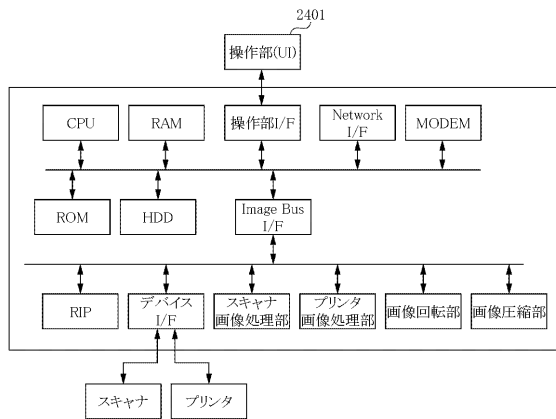 2401
操作部(UI)
CPU
RAM
操作部I/F
Network
I/F
MODEM
ROM
HDD
Image Bus
I/F
RIP
デバイス
I/F
スキャナ
画像処理部
プリンタ
画像処理部
画像回転部
画像圧縮部
スキャナ
プリンタ